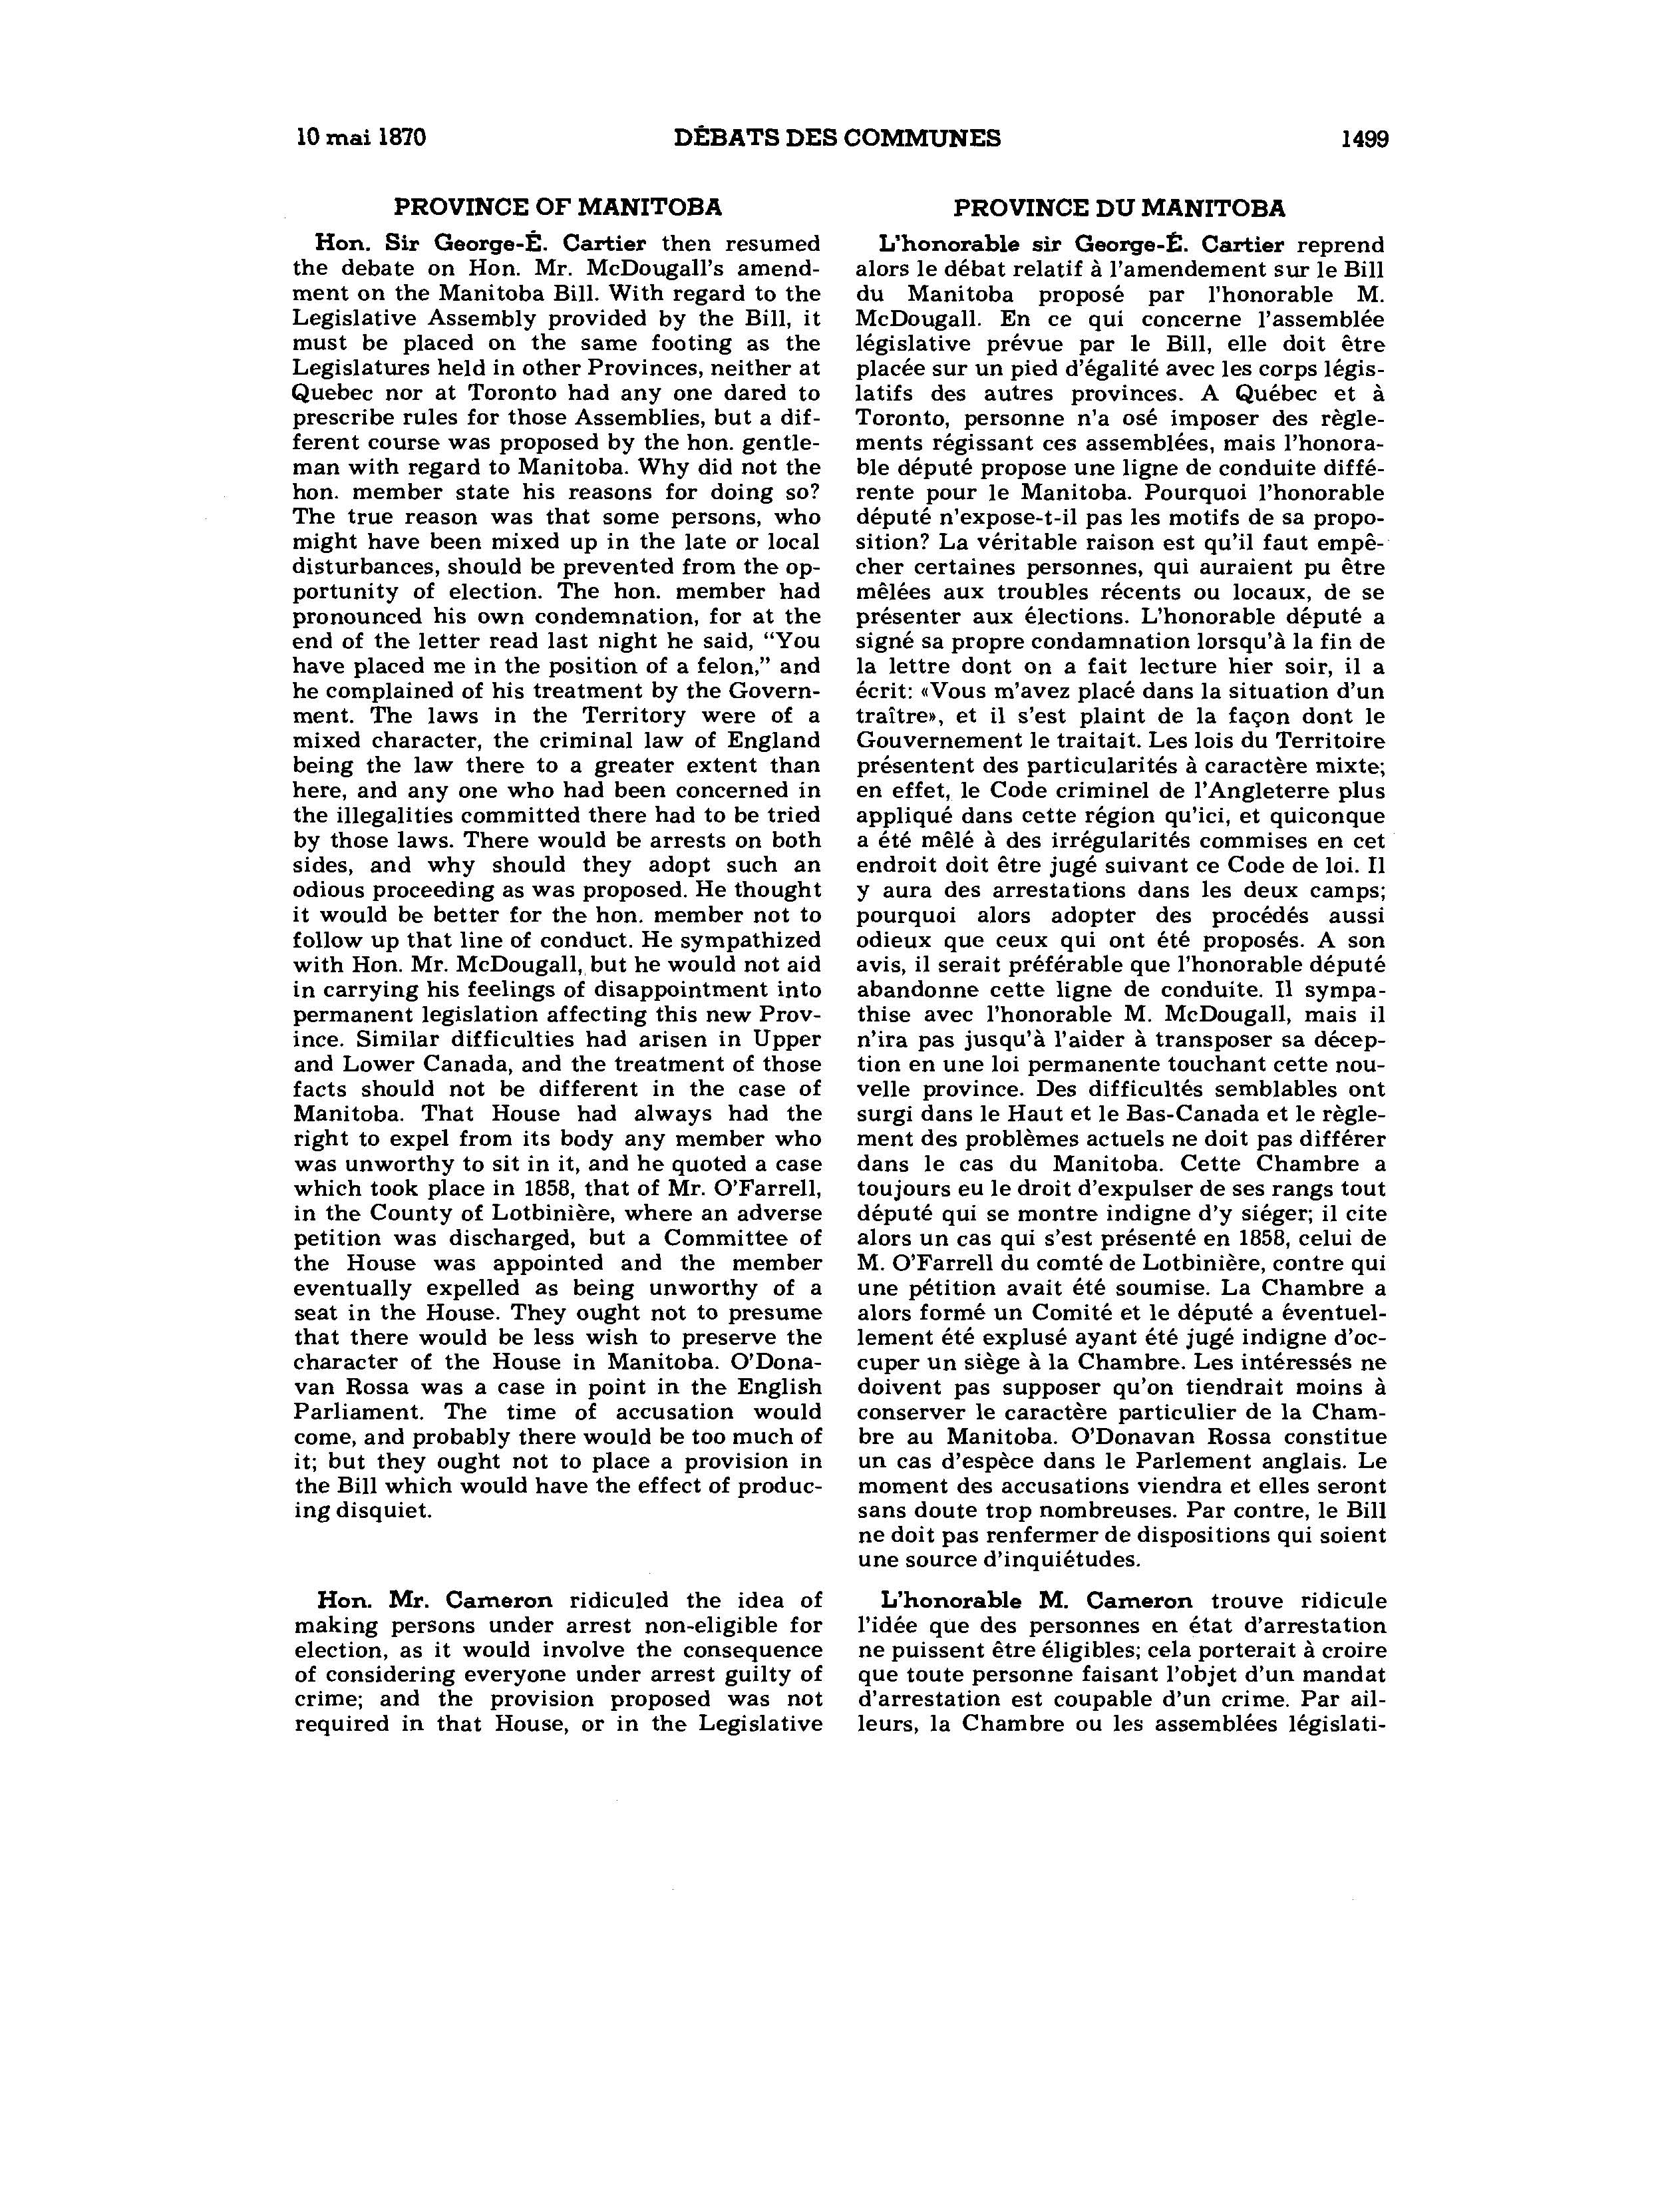 10 mai 1870
DÉBATS DES COMMUNES
1499
PROVINCE OF MANITOBA
Hon. Sir George-É. Cartier then resumed
the debate on Hon. Mr. McDougall's amend-
ment on the Manitoba Bill. With regard to the
Legislative Assembly provided by the Bill, it
must be placed on the same footing as the
Legislatures held in other Provinces, neither at
Quebec nor at Toronto had any one dared to
prescribe rules for those Assemblies, but a dif-
ferent course was proposed by the hon. gentle-
man with regard to Manitoba. Why did not the
hon. member state his reasons for doing so?
The true reason was that some persons, who
might have been mixed up in the late or local
disturbances, should be prevented from the op-
portunity of election. The hon. member had
pronounced his own condemnation, for at the
end of the letter read last night he said, “You
have placed me in the position of a felon,” and
he complained of his treatment by the Govern-
ment. The laws in the Territory were of a
mixed character, the criminal law of England
being the law there to a greater extent than
here, and any one who had been concerned in
the illegalities committed there had to be tried
by those laws. There would be arrests on both
sides, and why should they adopt such an
odious proceeding as was proposed. He thought
it would be better for the hon. member not to
follow up that line of conduct. He sympathized
with Hon. Mr. McDougall, but he would not aid
in carrying his feelings of disappointment into
permanent legislation affecting this new Prov-
ince. Similar difficulties had arisen in Upper
and Lower Canada, and the treatment of those
facts should not be different in the case of
Manitoba. That House had always had the
right to expel from its body any member who
was unworthy to sit in it, and he quoted a case
which took place in 1858, that of Mr. O'Farrell,
in the County of Lotbinière, where an adverse
petition was discharged, but a Committee of
the House was appointed and the member
eventually expelled as being unworthy of a
seat in the House. They ought not to presume
that there would be less wish to preserve the
character of the House in Manitoba. O'Dona-
van Rossa was a case in point in the English
Parliament. The time of accusation would
come, and probably there would be too much of
it; but they ought not to place a provision in
the Bill which would have the effect of produc-
ing disquiet.
Hon. Mr. Cameron ridiculed the idea of
making persons under arrest non-eligible for
election, as it would involve the consequence
of considering everyone under arrest guilty of
crime; and the provision proposed was not
required in that House, or in the Legislative
PROVINCE DU MANITOBA
L'honorable sir George-É. Cartier reprend
alors le débat relatif à l'amendement sur le Bill
du Manitoba proposé par l'honorable M.
McDougall. En ce qui concerne l'assemblée
législative prévue par le Bill, elle doit être
placée sur un pied d'égalité avec les corps légis-
latifs des autres provinces. A Québec et à
Toronto, personne n'a osé imposer des règle-
ments régissant ces assemblées, mais l'honora-
ble député propose une ligne de conduite diffé-
rente pour le Manitoba. Pourquoi l'honorable
député n'expose-t-il pas les motifs de sa propo-
sition? La véritable raison est qu'il faut empê-
cher certaines personnes, qui auraient pu être
mêlées aux troubles récents ou locaux, de se
présenter aux élections. L'honorable député a
signé sa propre condamnation lorsqu'à la fin de
la lettre dont on a fait lecture hier soir, il a
écrit: «Vous m'avez placé dans la situation d'un
traître», et il s'est plaint de la façon dont le
Gouvernement le traitait. Les lois du Territoire
présentent des particularités à caractère mixte;
en effet, le Code criminel de l'Angleterre plus
appliqué dans cette région qu'ici, et quiconque
a été mêlé à des irrégularités commises en cet
endroit doit être jugé suivant ce Code de loi. Il
y aura des arrestations dans les deux camps;
pourquoi alors adopter des procédés aussi
odieux que ceux qui ont été proposés. A son
avis, il serait préférable que l'honorable député
abandonne cette ligne de conduite. Il sympa-
thise avec l'honorable M. McDougall, mais il
n'ira pas jusqu'à l'aider à transposer sa décep-
tion en une loi permanente touchant cette nou-
velle province. Des difficultés semblables ont
surgi dans le Haut et le Bas-Canada et le règle-
ment des problèmes actuels ne doit pas différer
dans le cas du Manitoba. Cette Chambre a
toujours eu le droit d'expulser de ses rangs tout
député qui se montre indigne d'y siéger; il cite
alors un cas qui s'est présenté en 1858, celui de
M. O'Farrell du comté de Lotbinière, contre qui
une pétition avait été soumise. La Chambre a
alors formé un Comité et le député a éventuel-
lement été explusé ayant été jugé indigne d'oc-
cuper un siège à la Chambre. Les intéressés ne
doivent pas supposer qu'on tiendrait moins à
conserver le caractère particulier de la Cham-
bre au Manitoba. O'Donavan Rossa constitue
un cas d'espèce dans le Parlement anglais. Le
moment des accusations viendra et elles seront
sans doute trop nombreuses. Par contre, le Bill
ne doit pas renfermer de dispositions qui soient
une source d'inquiétudes.
L'honorable M. Cameron trouve ridicule
l'idée que des personnes en état d'arrestation
ne puissent être éligibles; cela porterait à croire
que toute personne faisant l'objet d'un mandat
d'arrestation est coupable d'un crime. Par ail-
leurs, la Chambre ou les assemblées législati-